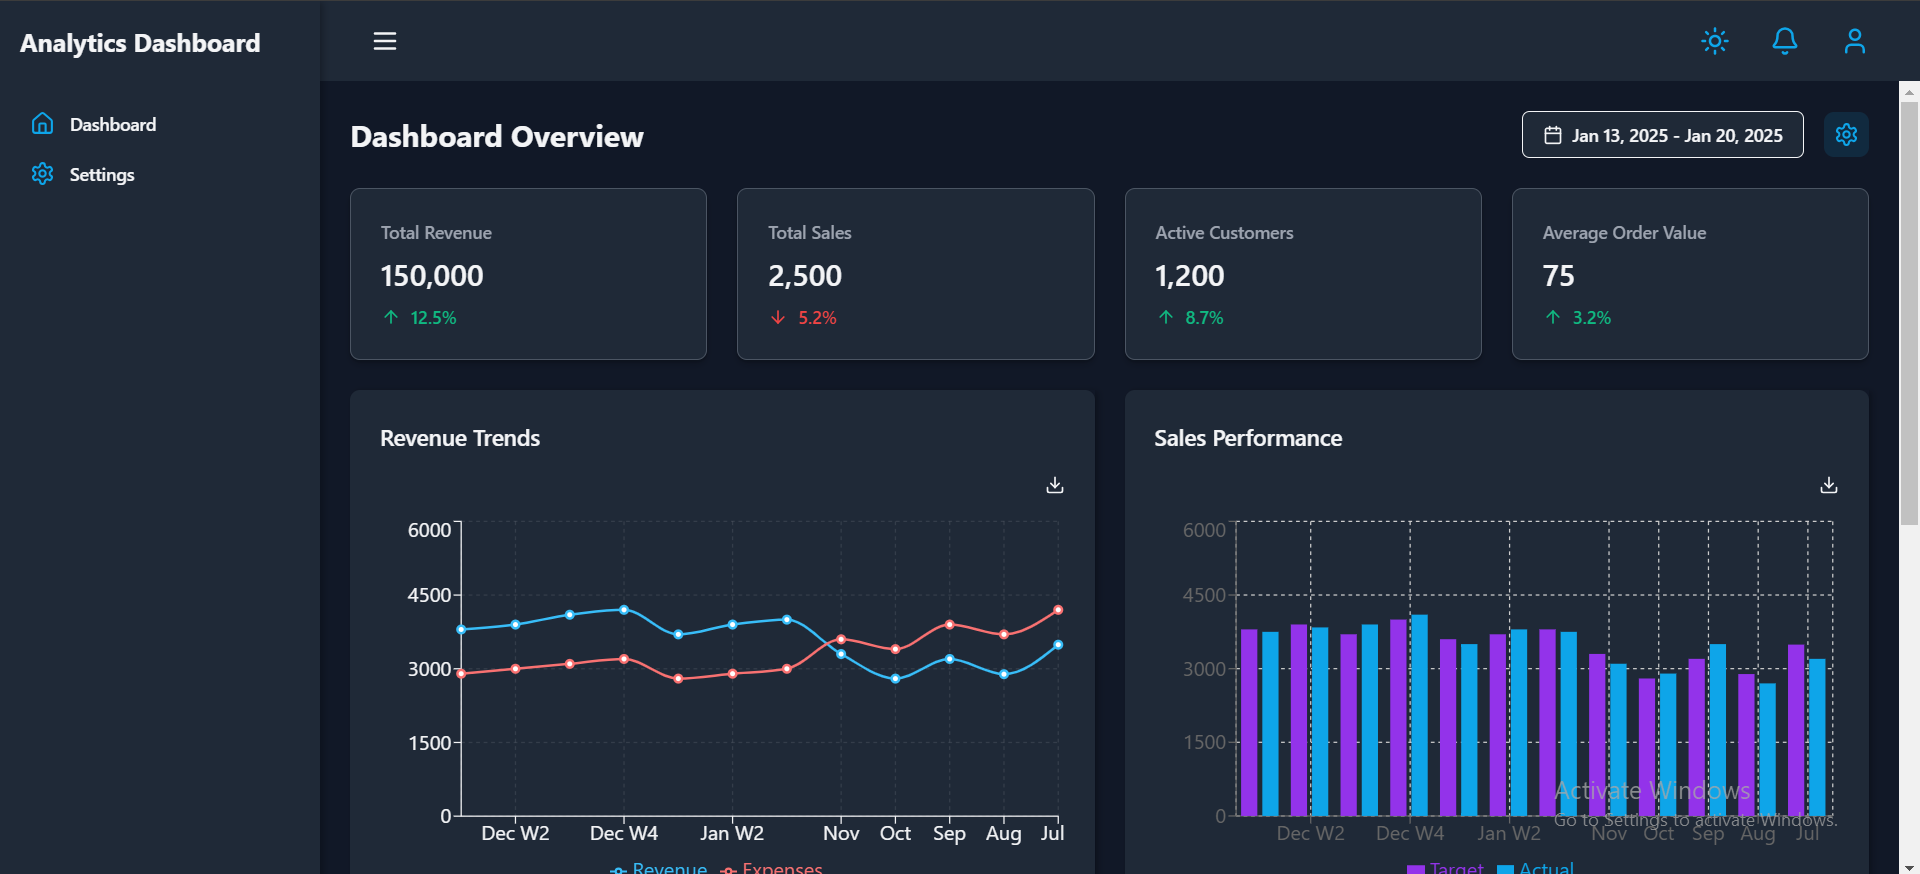 Analytics Dashboard
Dashboard
Settings
Dashboard Overview
Jan 13, 2025 - Jan 20, 2025
Total Revenue
150,000
12.5%
Total Sales
2,500
5.2%
Active Customers
1,200
8.7%
Average Order Value
75
3.2%
Revenue Trends
6000
4500
3000
1500
0
Dec W2 Dec W4 Jan W2 Nov Oct Sep Aug Jul
Revenue Expenses
Sales Performance
6000
4500
3000
1500
0
Dec W2 Dec W4 Jan W2 Nov Oct Sep Aug Jul
Target Actual
Activate Windows
Go to Settings to activate Windows.